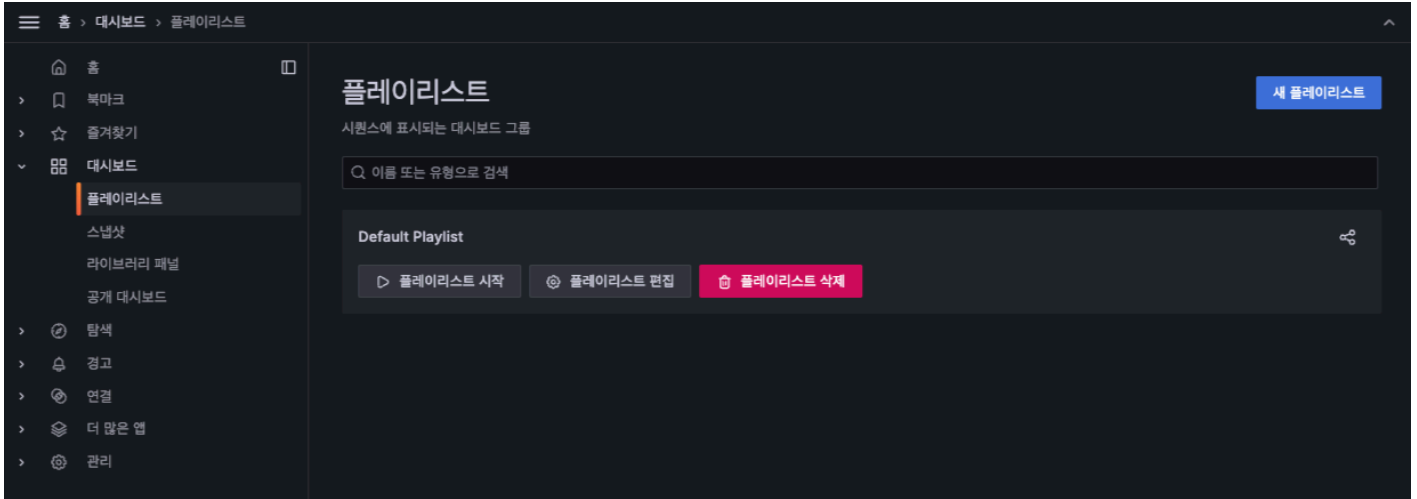 홈 > 대시보드 > 플레이리스트
홈
북마크
즐겨찾기
대시보드
플레이리스트
스냅샷
라이브러리 패널
공개 대시보드
탐색
경고
연결
더 많은 앱
관리
플레이리스트
새 플레이리스트
시퀀스에 표시되는 대시보드 그룹
이름 또는 유형으로 검색
Default Playlist
플레이리스트 시작
플레이리스트 편집
플레이리스트 삭제